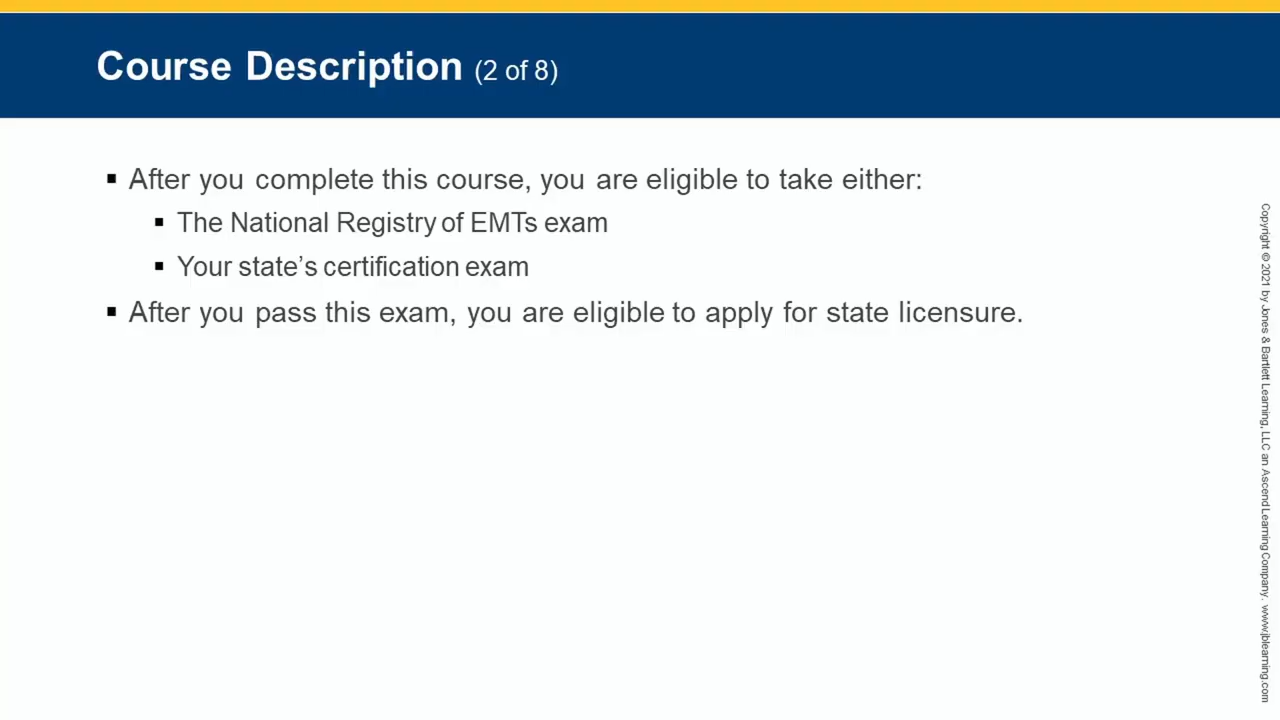 Course Description (2 of 8)
▪ After you complete this course, you are eligible to take either:
▪ The National Registry of EMTs exam
▪ Your state’s certification exam
▪ After you pass this exam, you are eligible to apply for state licensure.
Copyright © 2021 by Jones & Bartlett Learning, LLC an Ascend Learning Company. www.jblearning.com